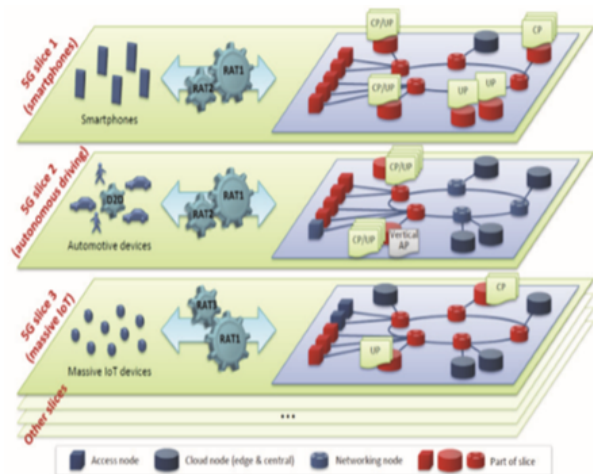 5G slice 1
(smartphones)
Smartphones
RAT2
RAT1
CP/UP
CP/UP
UP
UP
CP
5G slice 2
(autonomous driving)
D2D
Automotive devices
RAT2
RAT1
CP/UP
CP/UP
Vertical
AP
5G slice 3
(massive IoT)
Massive IoT devices
RAT3
RAT1
UP
CP
Other slices
...
Access node
Cloud node (edge & central)
Networking node
Part of slice